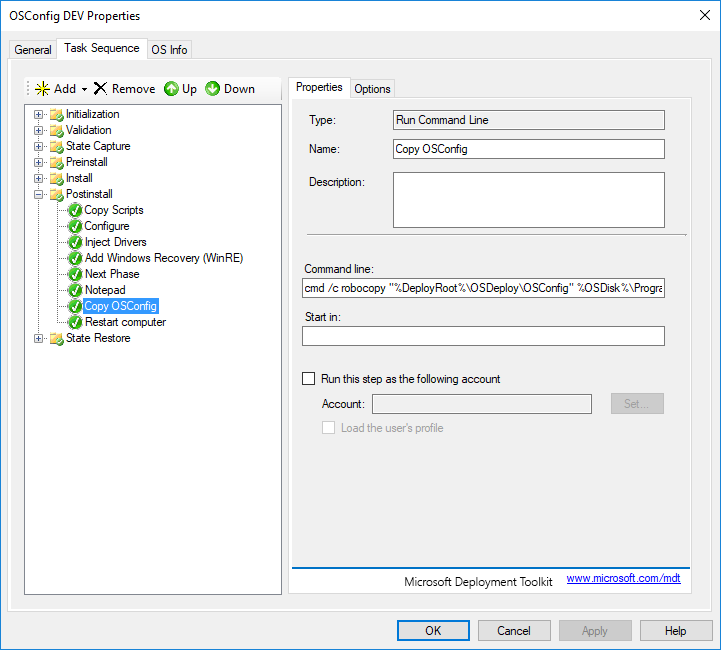 OSConfig DEV Properties
General Task Sequence OS Info
Add Remove Up Down
Initialization
Validation
State Capture
Preinstall
Install
Postinstall
Copy Scripts
Configure
Inject Drivers
Add Windows Recovery (WinRE)
Next Phase
Notepad
Copy OSConfig
Restart computer
State Restore
Properties Options
Type: Run Command Line
Name: Copy OSConfig
Description:
Command line:
cmd /c robocopy "%DeployRoot%\OSDeploy\OSConfig" %OSDisk%\Progra
Start in:
Run this step as the following account
Account: Set...
Load the user's profile
Microsoft Deployment Toolkit www.microsoft.com/mdt
OK Cancel Apply Help